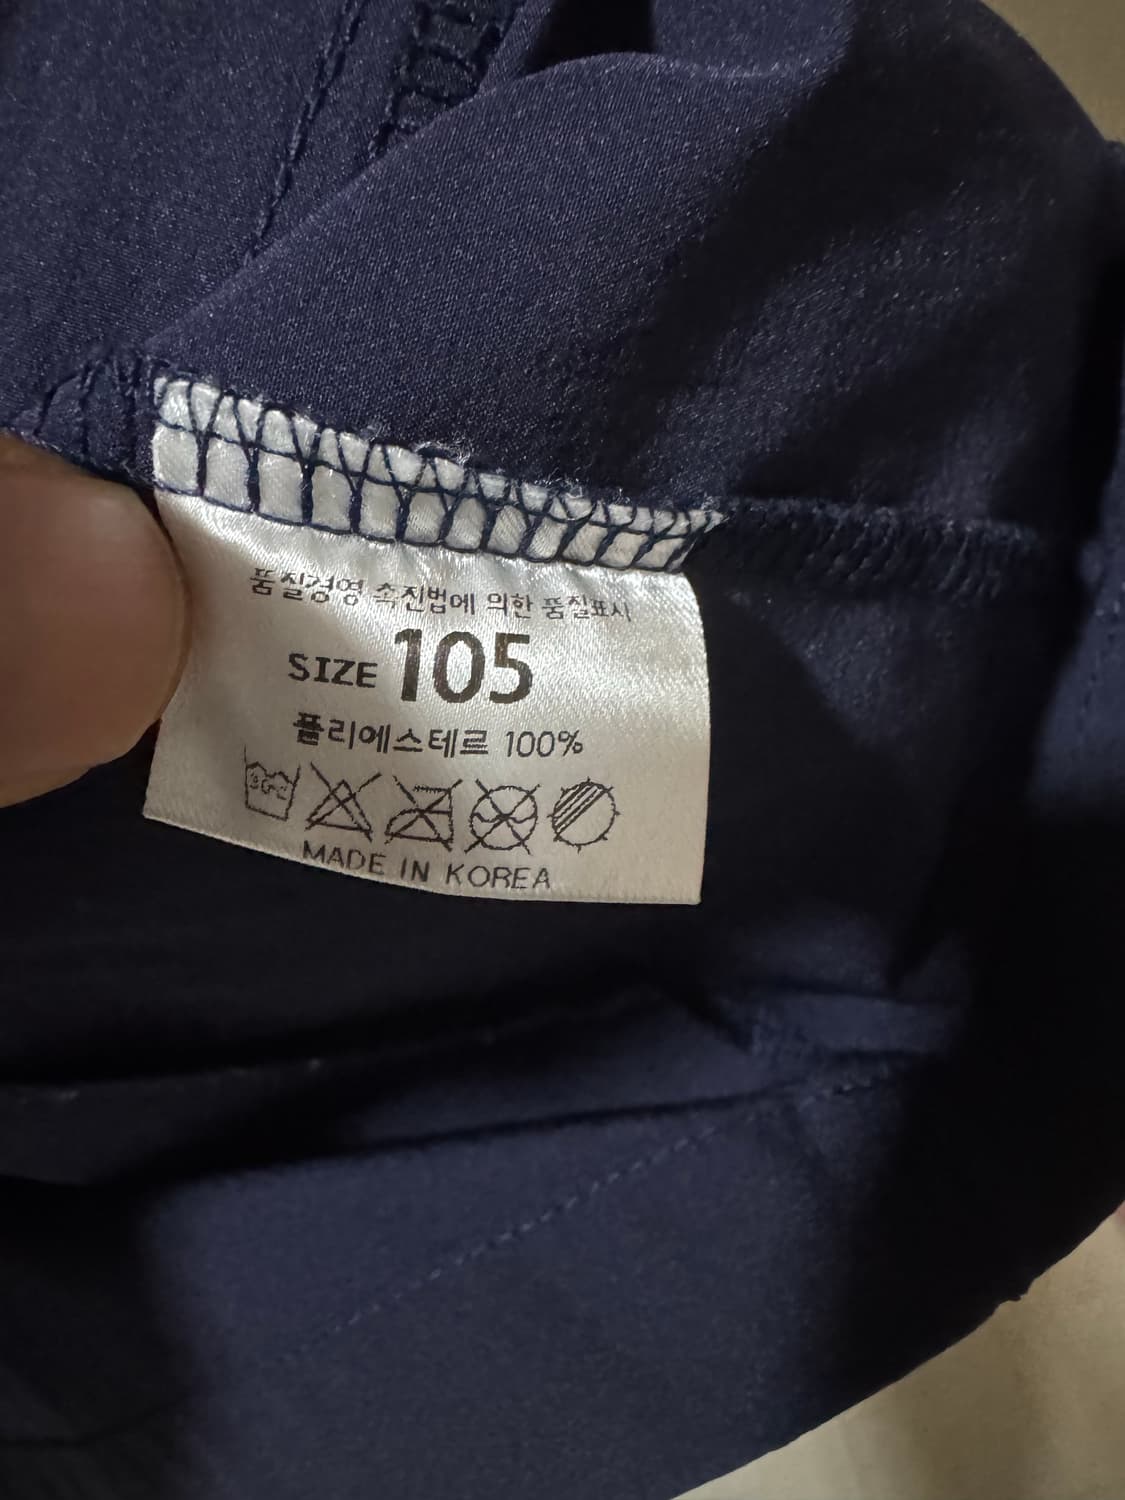 품질경영 촉진법에 의한 품질표시
SIZE 105
폴리에스테르 100%
30℃
MADE IN KOREA